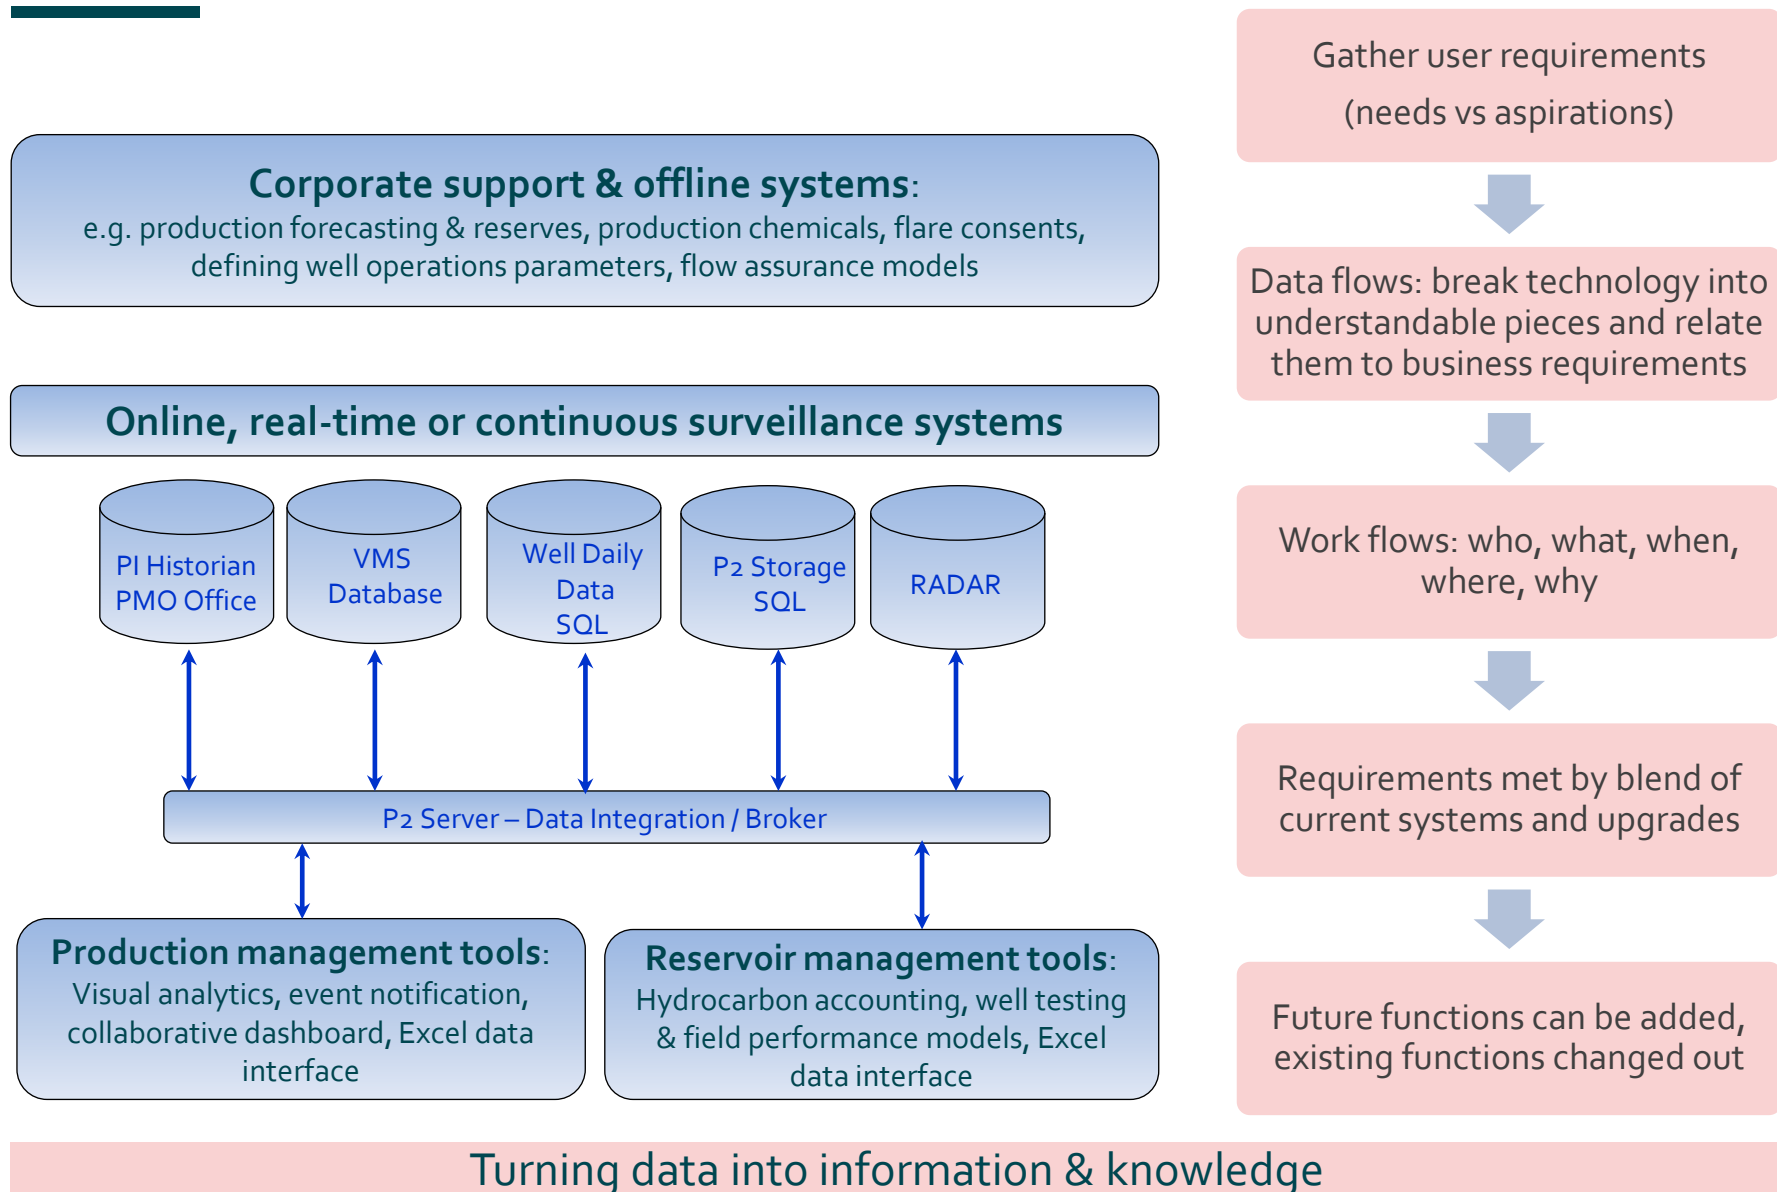 Corporate support & offline systems:
e.g. production forecasting & reserves, production chemicals, flare consents,
defining well operations parameters, flow assurance models
Online, real-time or continuous surveillance systems
PI Historian
PMO Office
VMS
Database
Well Daily
Data
SQL
P2 Storage
SQL
RADAR
P2 Server – Data Integration / Broker
Production management tools:
Visual analytics, event notification,
collaborative dashboard, Excel data
interface
Reservoir management tools:
Hydrocarbon accounting, well testing
& field performance models, Excel
data interface
Gather user requirements
(needs vs aspirations)
Data flows: break technology into
understandable pieces and relate
them to business requirements
Work flows: who, what, when,
where, why
Requirements met by blend of
current systems and upgrades
Future functions can be added,
existing functions changed out
Turning data into information & knowledge